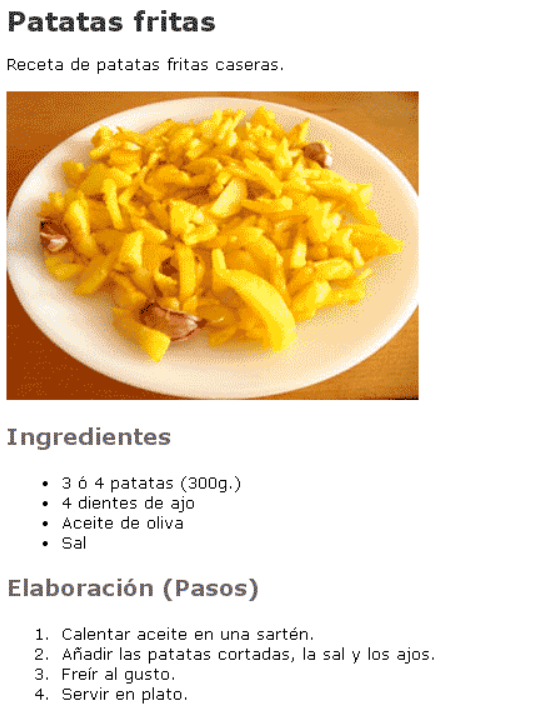 Patatas fritas
Receta de patatas fritas caseras.
Ingredientes
• 3 ó 4 patatas (300g.)
• 4 dientes de ajo
• Aceite de oliva
• Sal
Elaboración (Pasos)
1. Calentar aceite en una sartén.
2. Añadir las patatas cortadas, la sal y los ajos.
3. Freír al gusto.
4. Servir en plato.